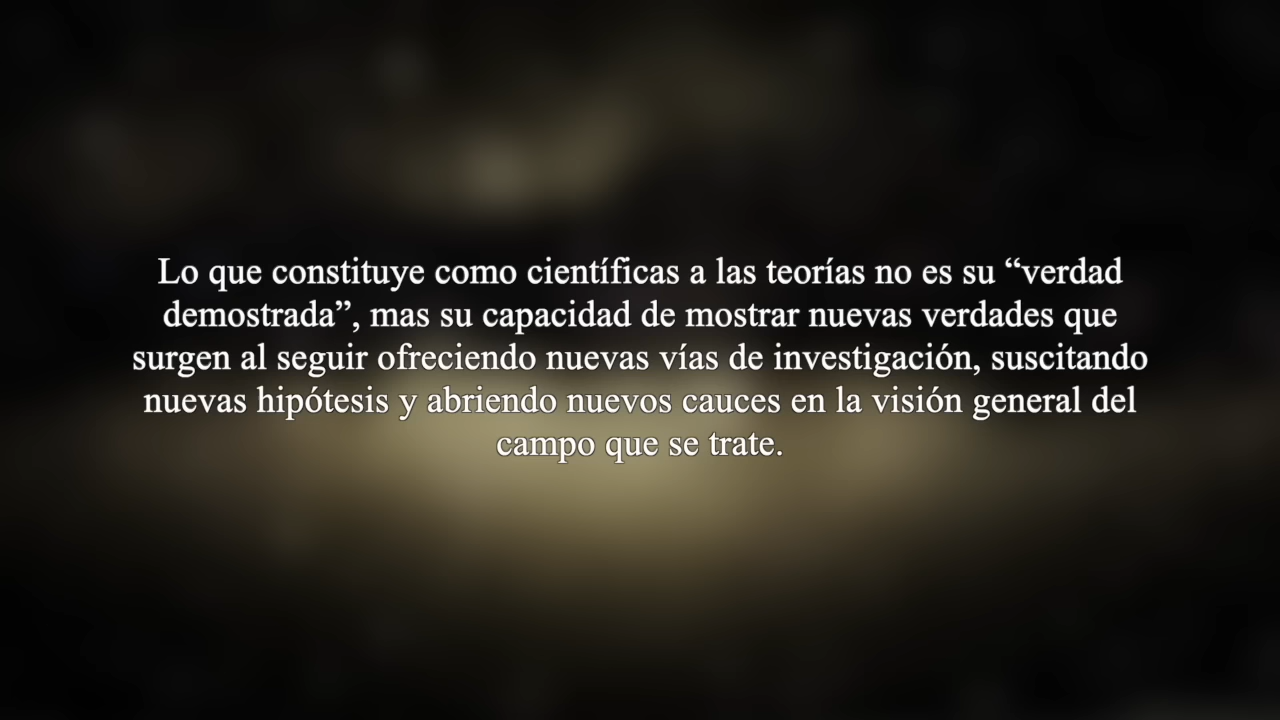 Lo que constituye como científicas a las teorías no es su “verdad
demostrada”, mas su capacidad de mostrar nuevas verdades que
surgen al seguir ofreciendo nuevas vías de investigación, suscitando
nuevas hipótesis y abriendo nuevos cauces en la visión general del
campo que se trate.